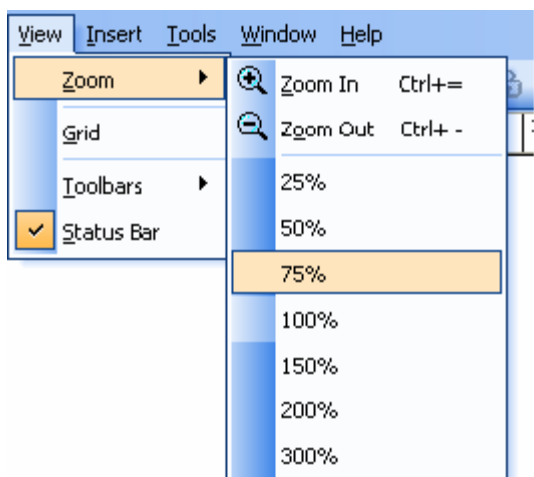 View Insert Tools Window Help
Zoom
Grid
Toolbars
Status Bar
Zoom In Ctrl+=
Zoom Out Ctrl+ -
25%
50%
75%
100%
150%
200%
300%